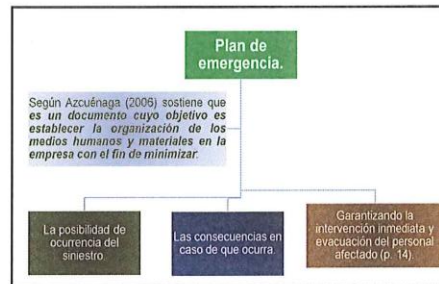 Plan de
emergencia.
Según Azcuénaga (2006) sostiene que
es un documento cuyo objetivo es
establecer la organización de los
medios humanos y materiales en la
empresa con el fin de minimizar.
La posibilidad de
ocurrencia del
siniestro.
Las consecuencias en
caso de que ocurra.
Garantizando la
intervención inmediata y
evacuación del personal
afectado (p. 14).